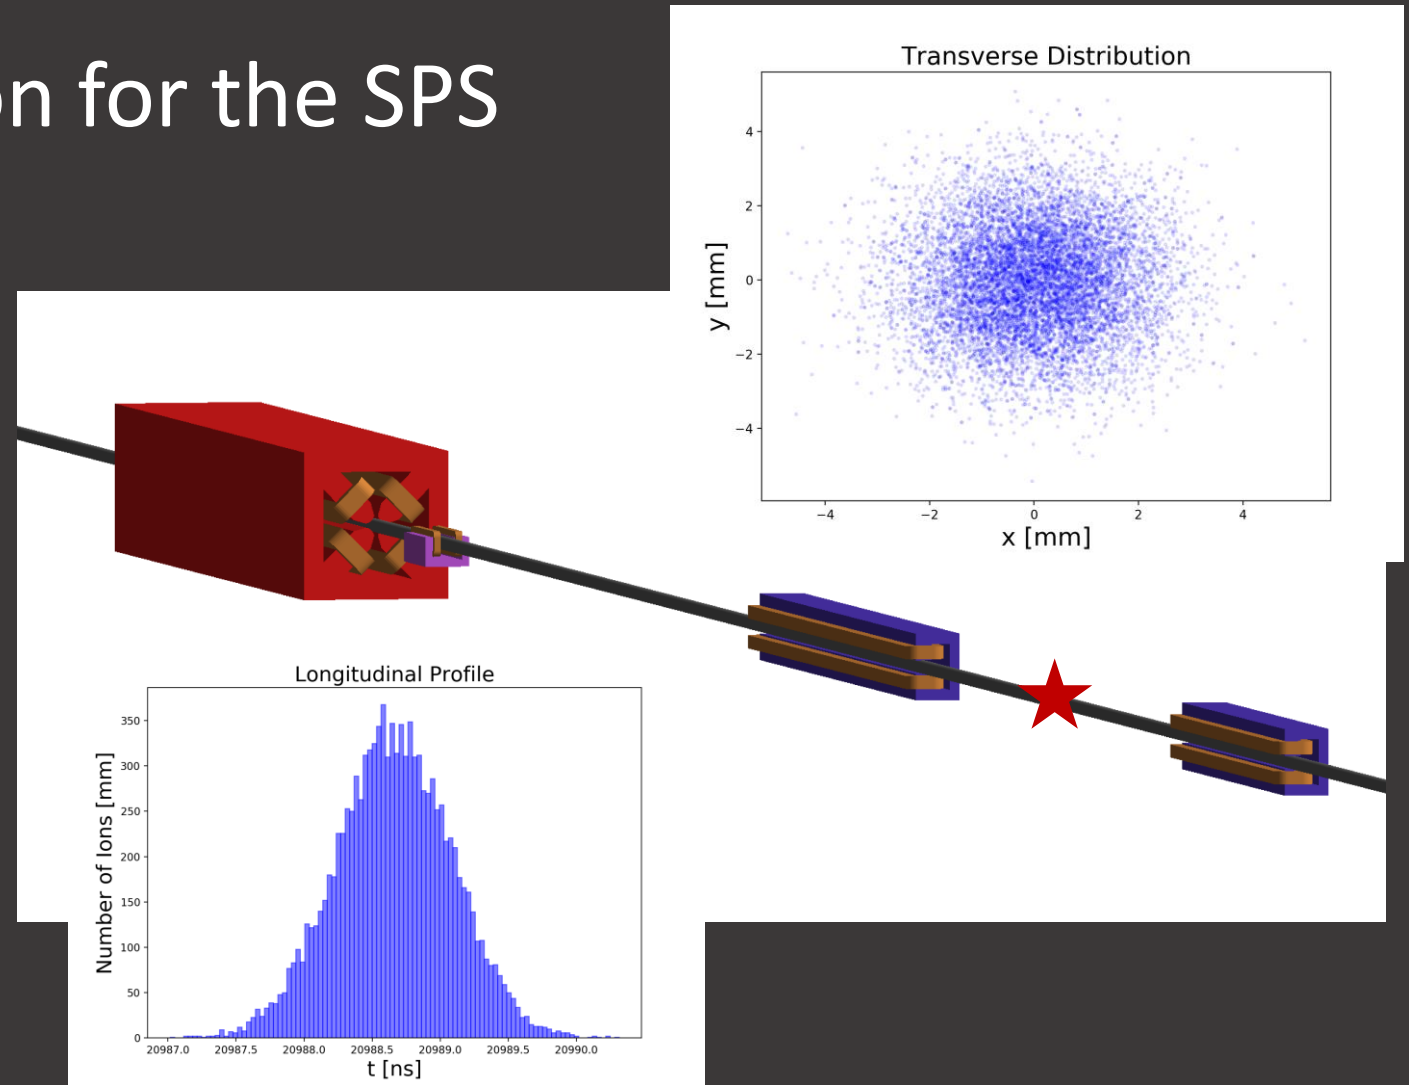 on for the SPS
Transverse Distribution
4
2
0
−2
−4
y [mm]
−4 −2 0 2 4
x [mm]
Longitudinal Profile
350
300
250
200
150
100
50
0
Number of Ions [mm]
20987.0 20987.5 20988.0 20988.5 20989.0 20989.5 20990.0
t [ns]